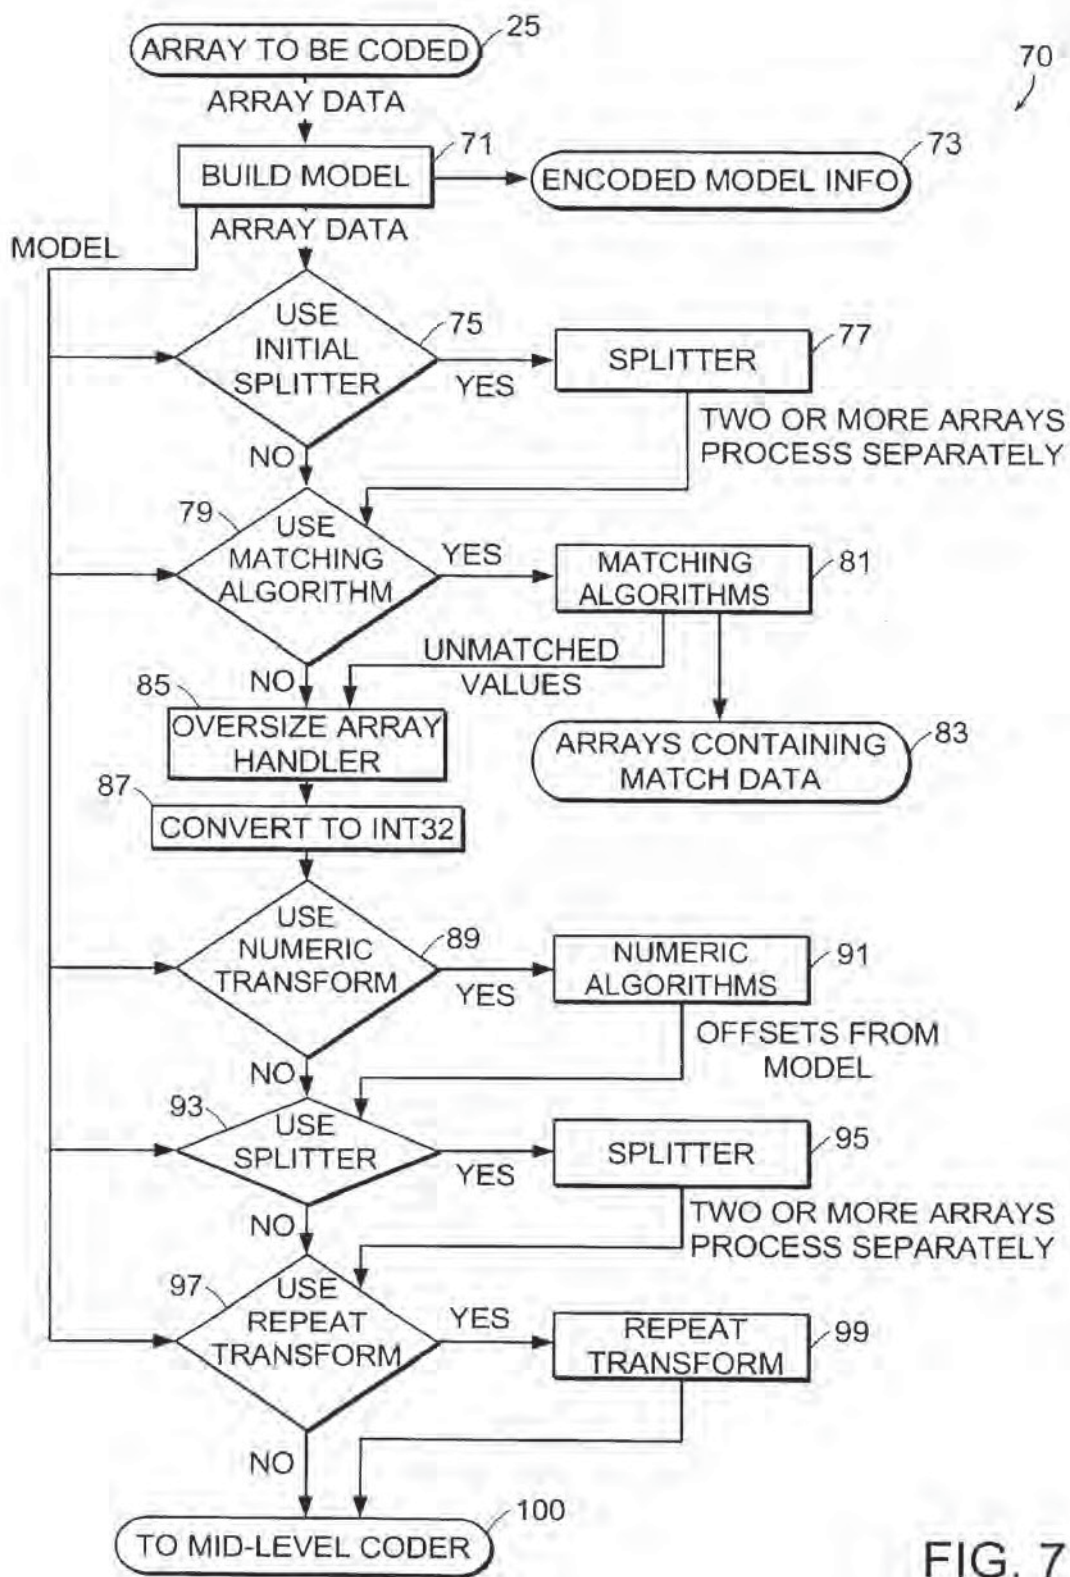 ARRAY TO BE CODED
25
70
ARRAY DATA
BUILD MODEL
71
ENCODED MODEL INFO
73
MODEL
ARRAY DATA
USE
INITIAL
SPLITTER
75
YES
SPLITTER
77
TWO OR MORE ARRAYS
PROCESS SEPARATELY
NO
79
USE
MATCHING
ALGORITHM
YES
MATCHING
ALGORITHMS
81
UNMATCHED
VALUES
NO
85
OVERSIZE ARRAY
HANDLER
ARRAYS CONTAINING
MATCH DATA
83
87
CONVERT TO INT32
USE
NUMERIC
TRANSFORM
89
YES
NUMERIC
ALGORITHMS
91
OFFSETS FROM
MODEL
NO
93
USE
SPLITTER
YES
SPLITTER
95
TWO OR MORE ARRAYS
PROCESS SEPARATELY
NO
97
USE
REPEAT
TRANSFORM
YES
REPEAT
TRANSFORM
99
NO
TO MID-LEVEL CODER
100
FIG. 7